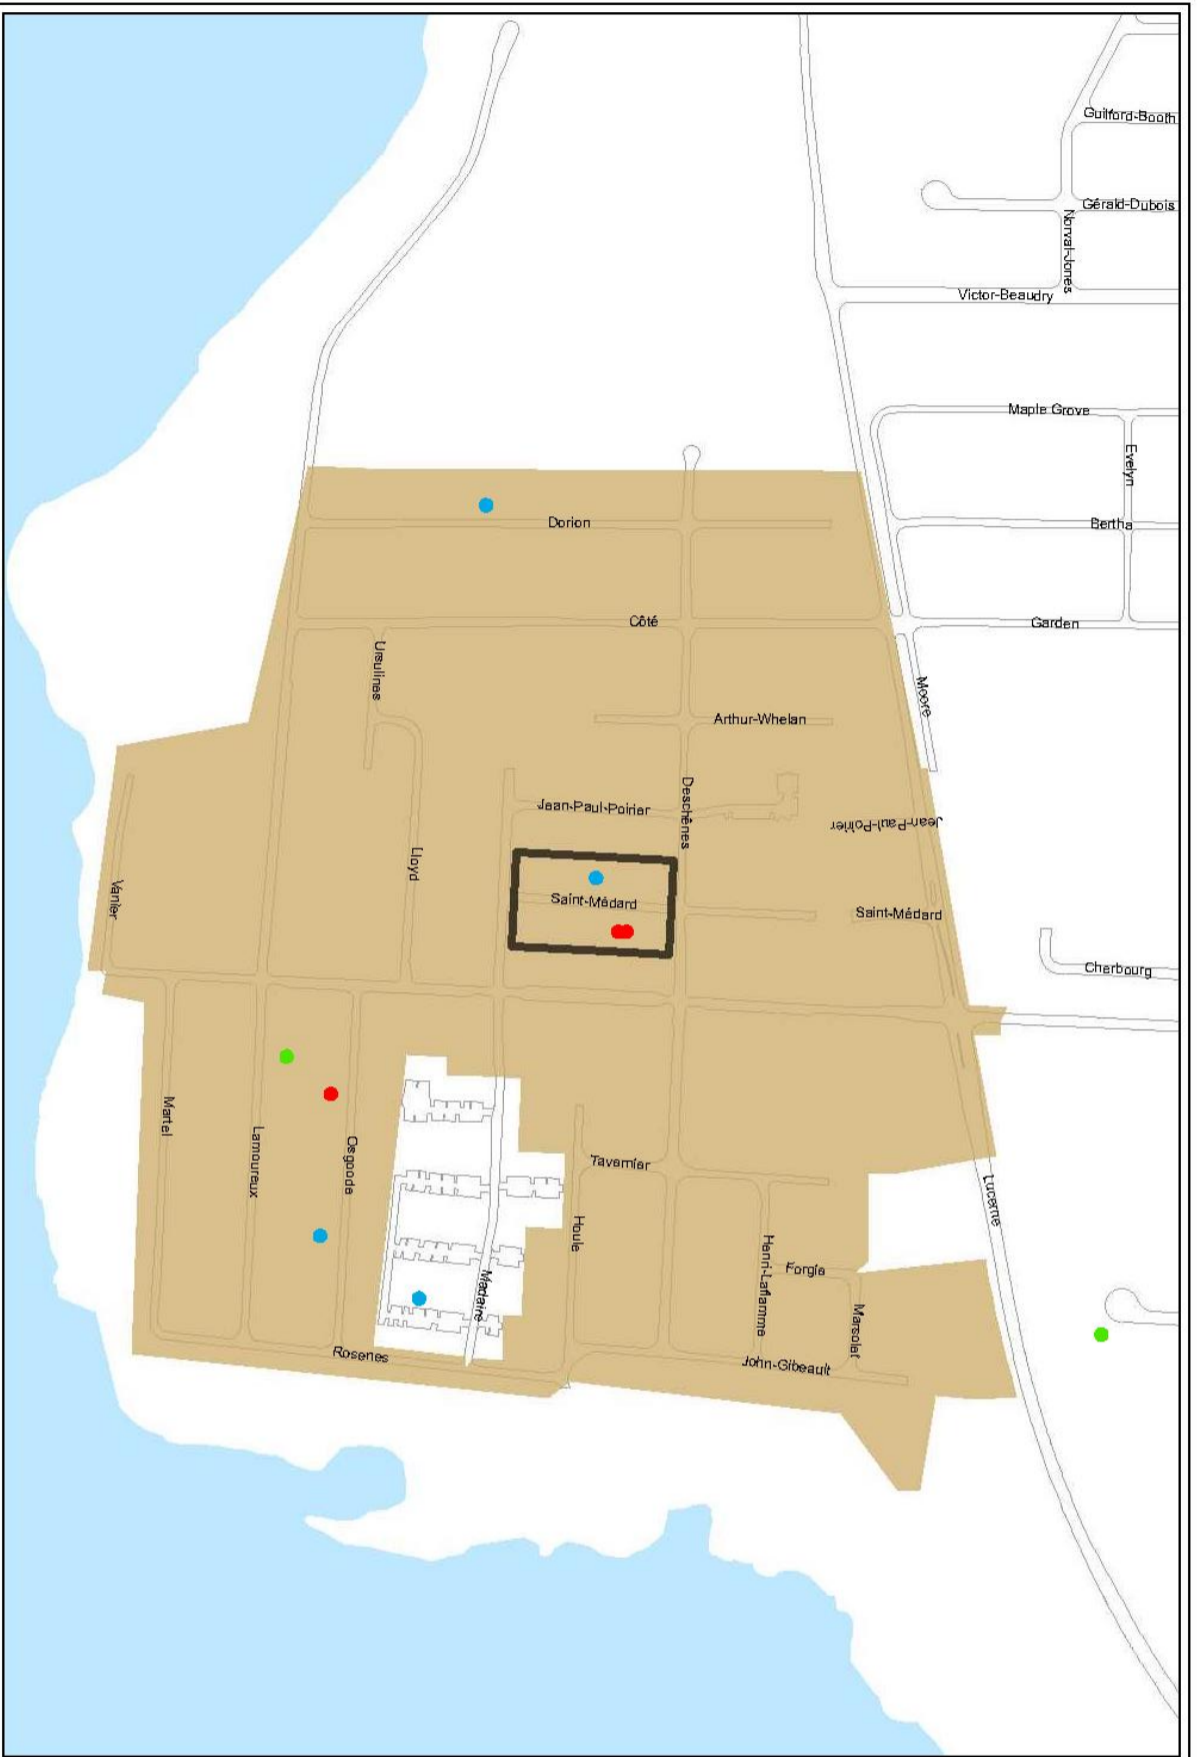 Guilford-Booth
Gérald-Dubois
Norval-Jones
Victor-Beaudry
Maple Grove
Evelyn
Bertha
Dorion
Côté
Garden
Ursulines
Moore
Arthur-Whelan
Deschênes
Jean-Paul-Poirier
Jean-Paul-Poirier
Lloyd
Vanier
Saint-Médard
Saint-Médard
Cherbourg
Martel
Lamoureux
Osgoode
Tavernier
Lucerne
Houle
Henri-Laflamme
Forgie
Madaire
Marsolet
Rosenes
John-Gibeault